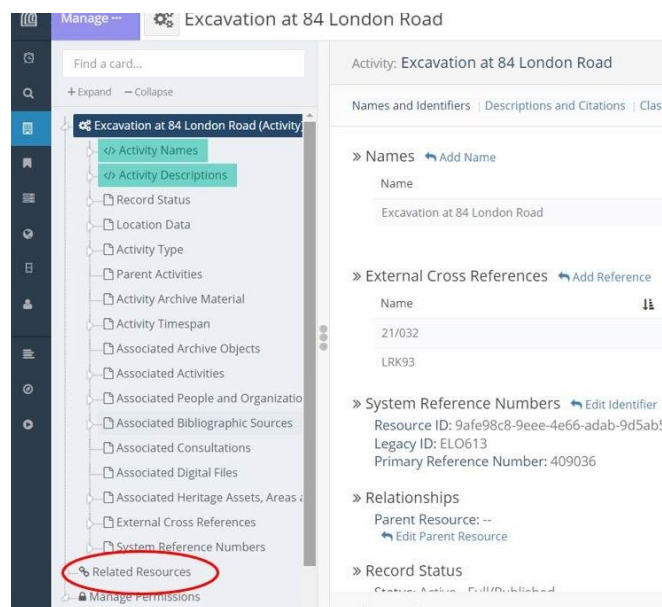 Manage ···
Excavation at 84 London Road
Find a card...
+ Expand − Collapse
Excavation at 84 London Road (Activity)
</> Activity Names
</> Activity Descriptions
Record Status
Location Data
Activity Type
Parent Activities
Activity Archive Material
Activity Timespan
Associated Archive Objects
Associated Activities
Associated People and Organizatio
Associated Bibliographic Sources
Associated Consultations
Associated Digital Files
Associated Heritage Assets, Areas a
External Cross References
System Reference Numbers
Related Resources
Manage Permissions
Activity: Excavation at 84 London Road
Names and Identifiers | Descriptions and Citations | Clas
» Names Add Name
Name
Excavation at 84 London Road
» External Cross References Add Reference
Name
21/032
LRK93
» System Reference Numbers Edit Identifier
Resource ID: 9afe98c8-9eee-4e66-adab-9d5ab5
Legacy ID: ELO613
Primary Reference Number: 409036
» Relationships
Parent Resource: --
Edit Parent Resource
» Record Status
Status: Active - Full/Published